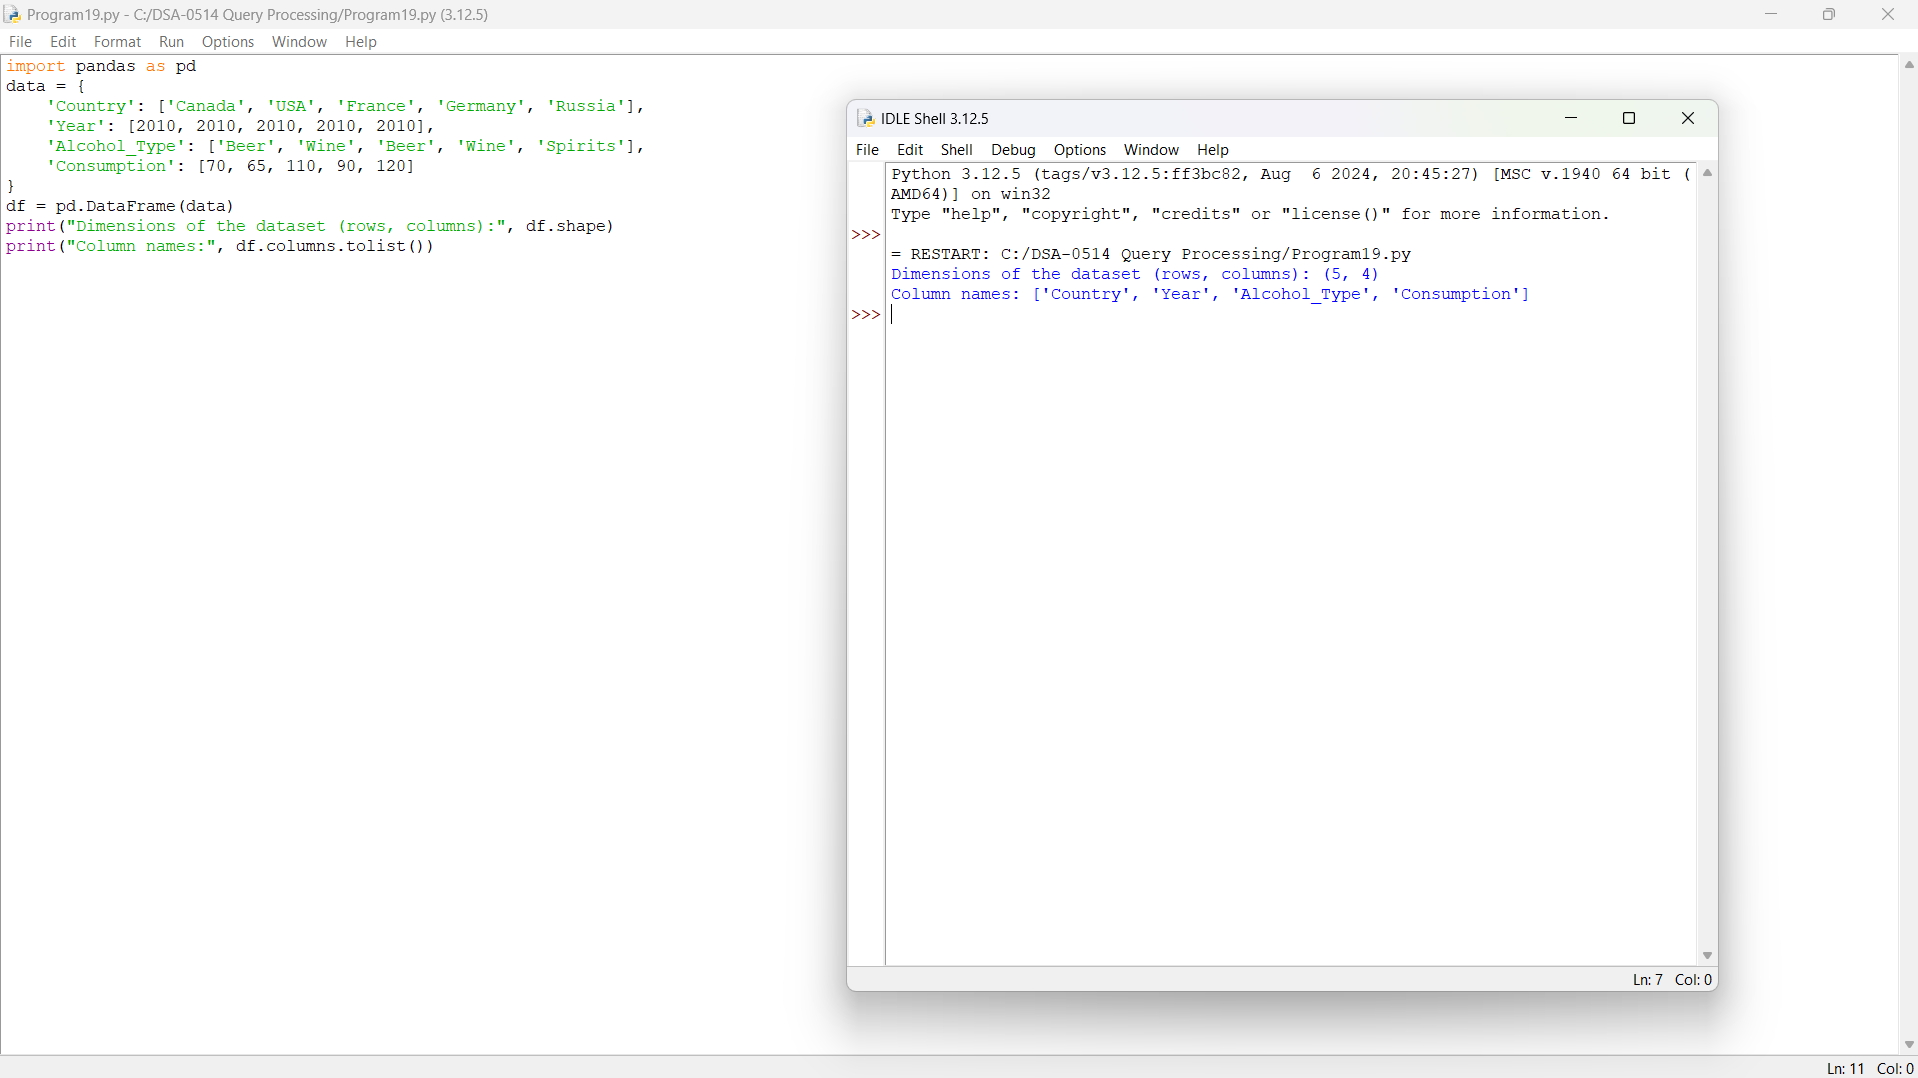 Program19.py - C:/DSA-0514 Query Processing/Program19.py (3.12.5)
File Edit Format Run Options Window Help
import pandas as pd
data = {
    'Country': ['Canada', 'USA', 'France', 'Germany', 'Russia'],
    'Year': [2010, 2010, 2010, 2010, 2010],
    'Alcohol_Type': ['Beer', 'Wine', 'Beer', 'Wine', 'Spirits'],
    'Consumption': [70, 65, 110, 90, 120]
}
df = pd.DataFrame(data)
print("Dimensions of the dataset (rows, columns):", df.shape)
print("Column names:", df.columns.tolist())
IDLE Shell 3.12.5
File Edit Shell Debug Options Window Help
Python 3.12.5 (tags/v3.12.5:ff3bc82, Aug  6 2024, 20:45:27) [MSC v.1940 64 bit (
AMD64)] on win32
Type "help", "copyright", "credits" or "license()" for more information.
>>>
= RESTART: C:/DSA-0514 Query Processing/Program19.py
Dimensions of the dataset (rows, columns): (5, 4)
Column names: ['Country', 'Year', 'Alcohol_Type', 'Consumption']
>>>
Ln: 7 Col: 0
Ln: 11 Col: 0